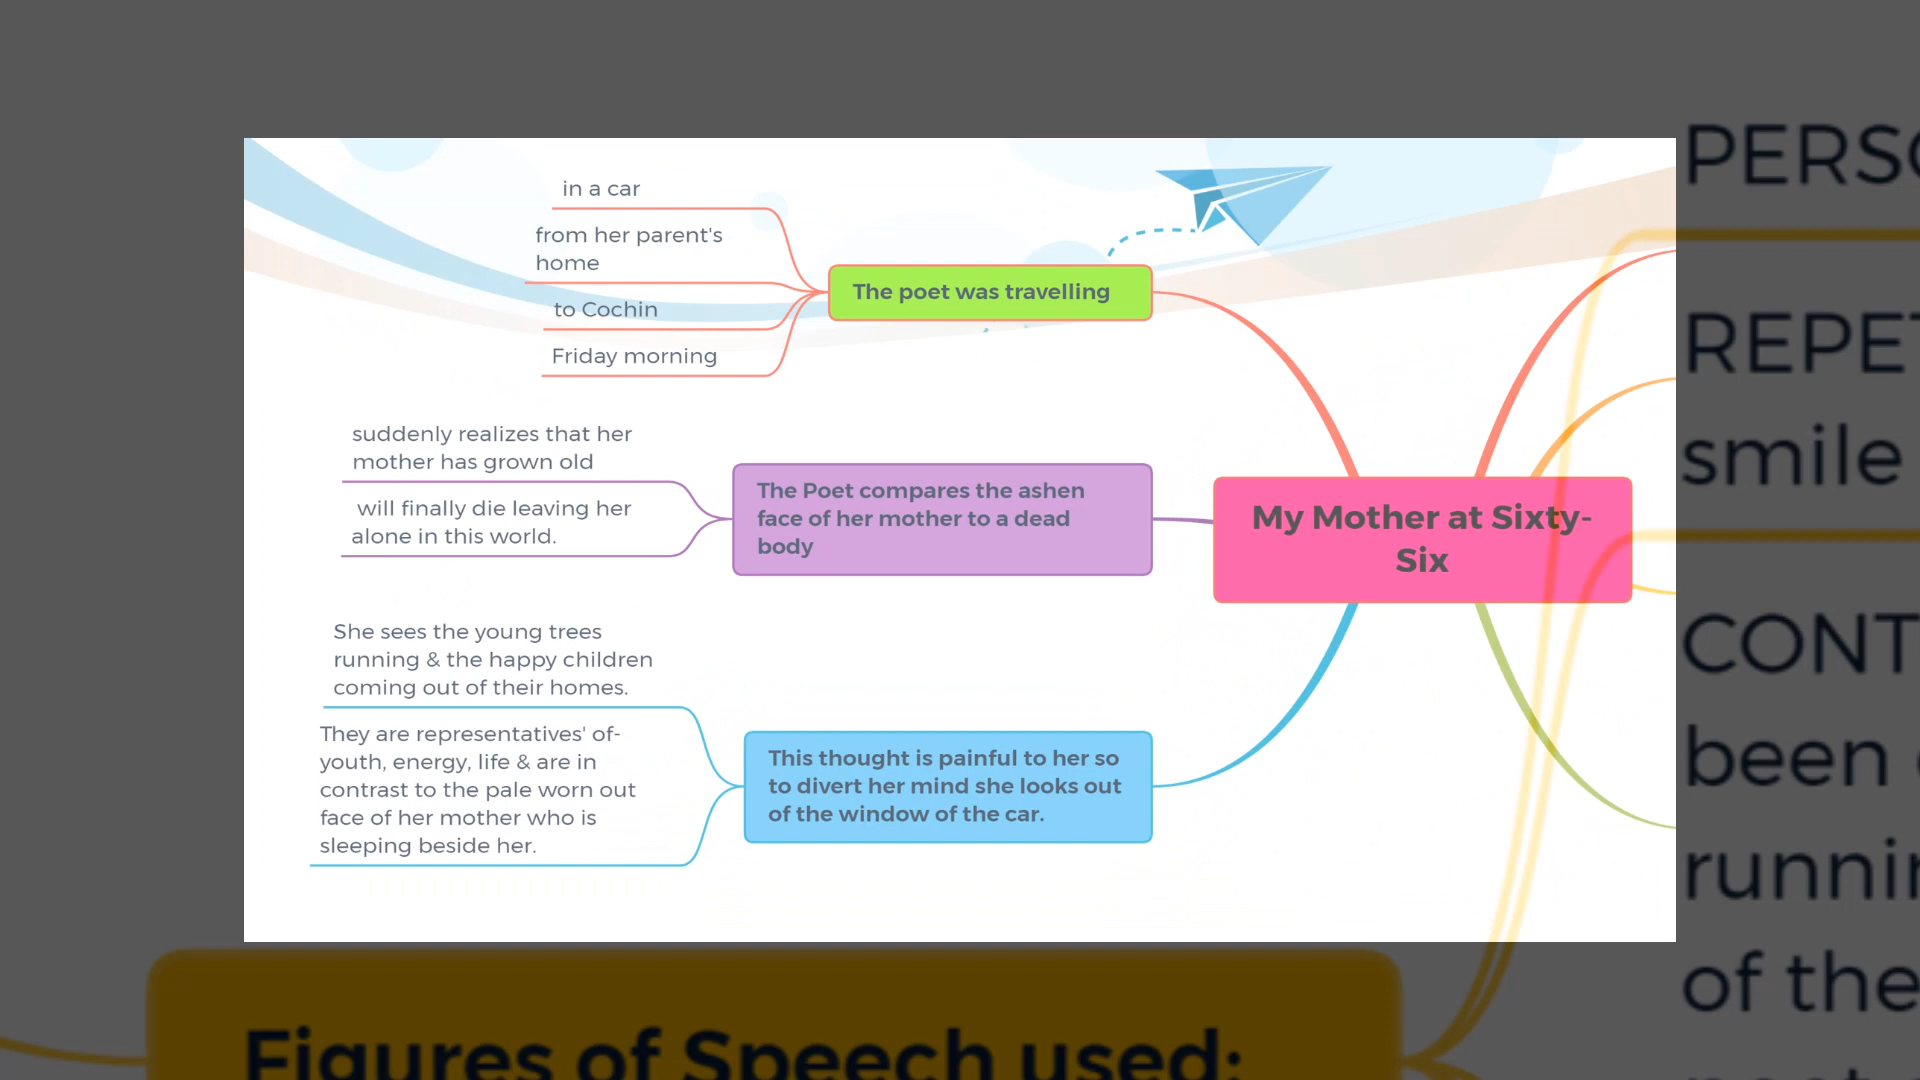 in a car
from her parent's
home
to Cochin
Friday morning
The poet was travelling
suddenly realizes that her
mother has grown old
will finally die leaving her
alone in this world.
The Poet compares the ashen
face of her mother to a dead
body
My Mother at Sixty-
Six
She sees the young trees
running & the happy children
coming out of their homes.
They are representatives' of-
youth, energy, life & are in
contrast to the pale worn out
face of her mother who is
sleeping beside her.
This thought is painful to her so
to divert her mind she looks out
of the window of the car.
smile
been
of the
Figures of Speech used: